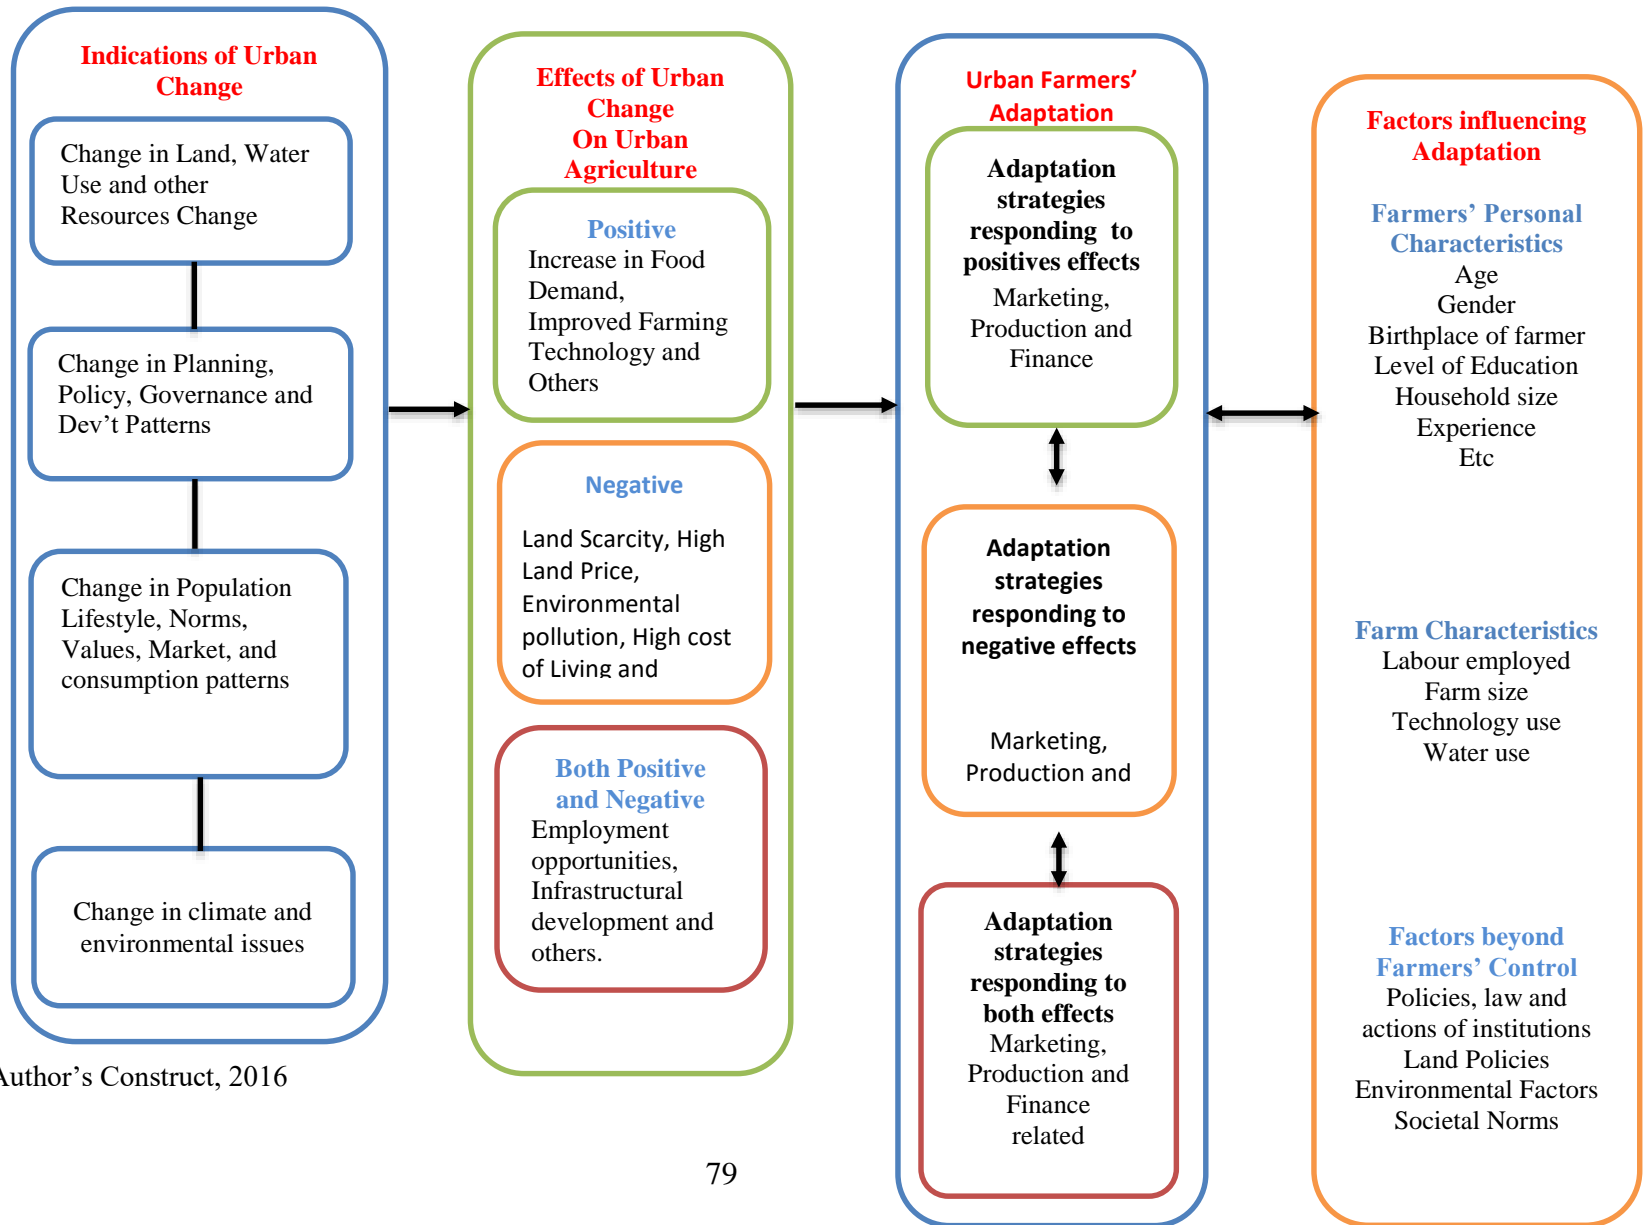 Indications of Urban
Change
Change in Land, Water
Use and other
Resources Change
Change in Planning,
Policy, Governance and
Dev’t Patterns
Change in Population
Lifestyle, Norms,
Values, Market, and
consumption patterns
Change in climate and
environmental issues
Effects of Urban
Change
On Urban
Agriculture
Positive
Increase in Food
Demand,
Improved Farming
Technology and
Others
Negative
Land Scarcity, High
Land Price,
Environmental
pollution, High cost
of Living and
Both Positive
and Negative
Employment
opportunities,
Infrastructural
development and
others.
Urban Farmers’
Adaptation
Adaptation
strategies
responding to
positives effects
Marketing,
Production and
Finance
Adaptation
strategies
responding to
negative effects
Marketing,
Production and
Adaptation
strategies
responding to
both effects
Marketing,
Production and
Finance
related
Factors influencing
Adaptation
Farmers’ Personal
Characteristics
Age
Gender
Birthplace of farmer
Level of Education
Household size
Experience
Etc
Farm Characteristics
Labour employed
Farm size
Technology use
Water use
Factors beyond
Farmers’ Control
Policies, law and
actions of institutions
Land Policies
Environmental Factors
Societal Norms
Author’s Construct, 2016
79